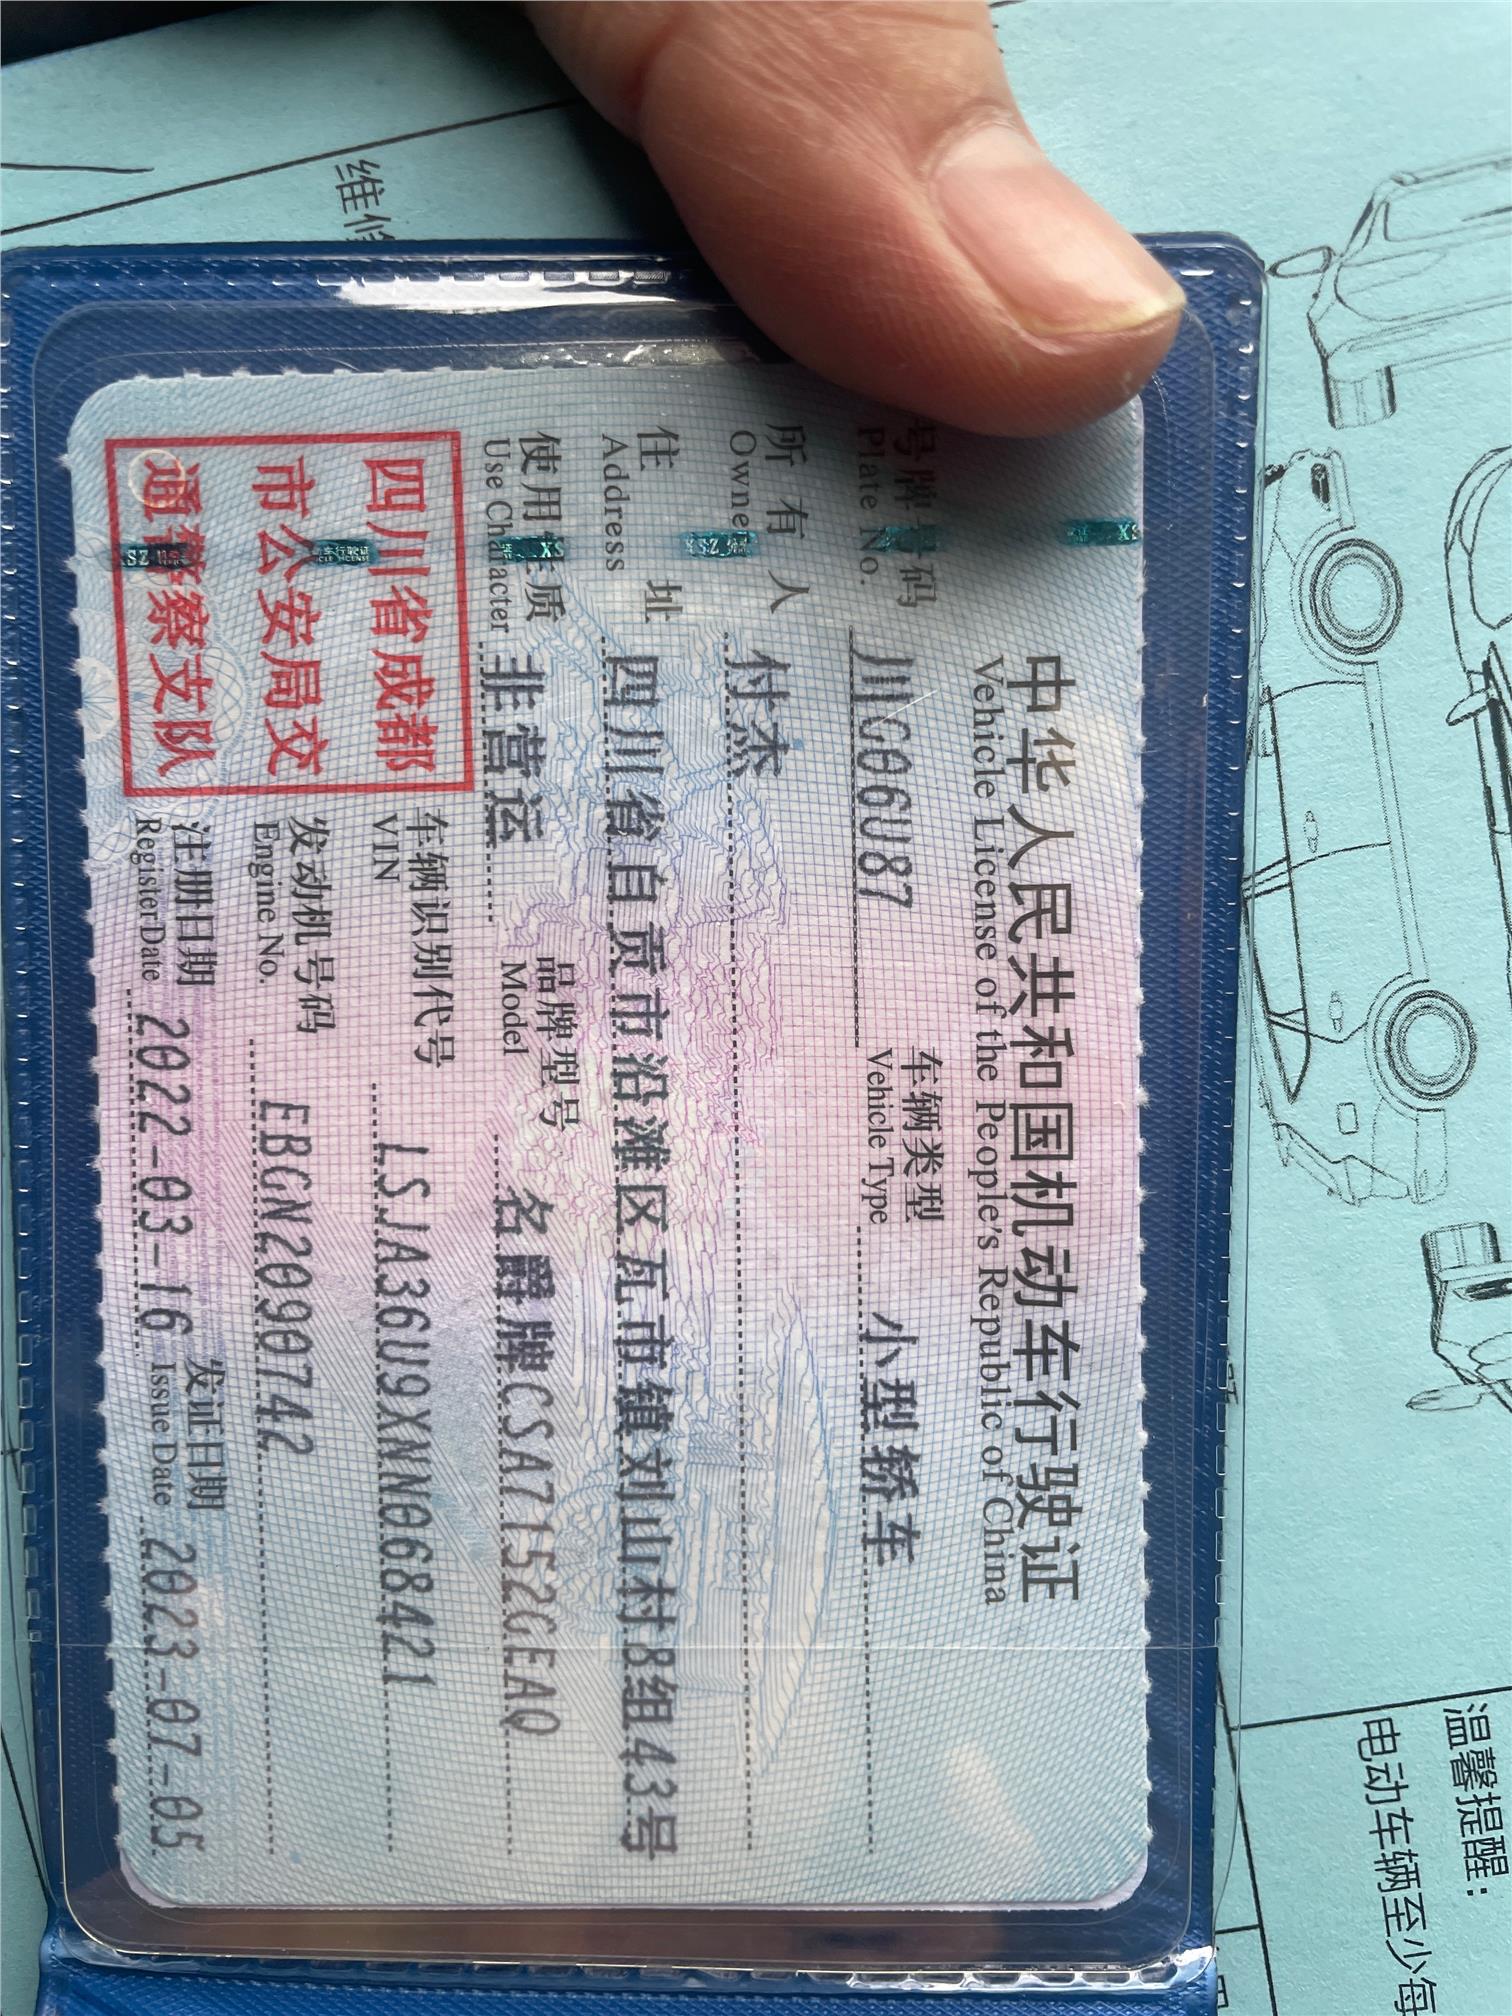 中华人民共和国机动车行驶证
Vehicle License of the People's Republic of China
号牌号码 川G06U87 车辆类型 小型轿车
Plate No. Vehicle Type
所有人 付杰
Owner
住址 四川省自贡市沿滩区瓦市镇刘山村8组43号
Address
使用性质 非营运 品牌型号 名爵牌CSA7152GEAQ
Use Character Model
四川省成都
市公安局交
通警察支队
车辆识别代号 LSJA36U9XNN068421
VIN
发动机号码 EBGN2090742
Engine No.
注册日期 2022-03-16 发证日期 2023-07-05
Register Date Issue Date
维修
温馨提醒:
电动车辆至少每